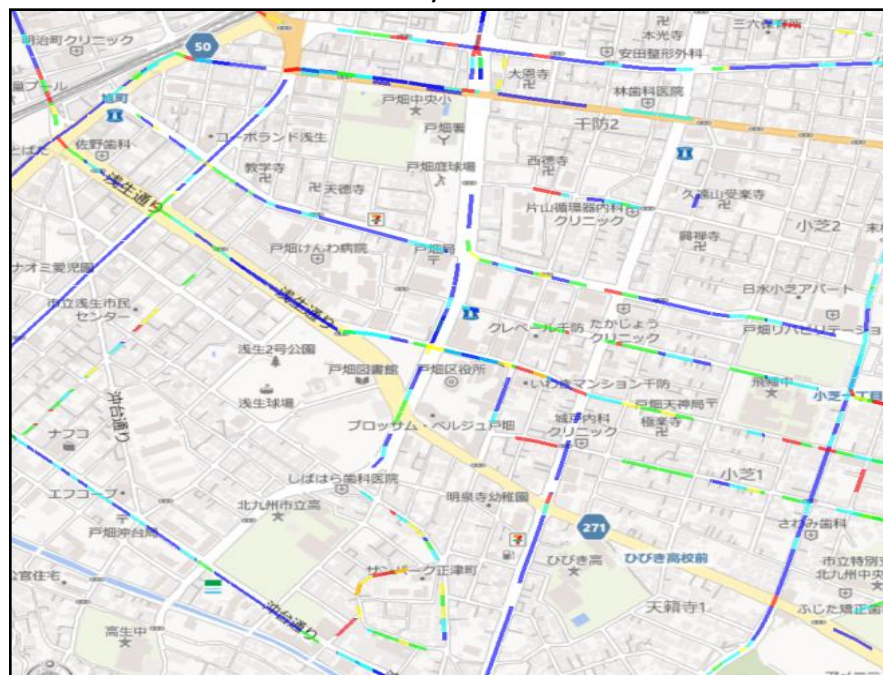 明治町クリニック
50
本光寺
三六保育所
安田整形外科
大恩寺
林歯科医院
旭町
戸畑中央小
千防2
コーポランド浅生
戸畑署
佐野歯科
教学寺
戸畑庭球場
西徳寺
天徳寺
久遠山受楽寺
浅生通り
片山循環器内科
クリニック
小芝2
興禅寺
戸畑けんわ病院
戸畑局
ナオミ愛児園
日水小芝アパート
市立浅生市民
センター
浅生通り
クレベール千防
たかじょう
クリニック
戸畑リハビリテーショ
浅生2号公園
戸畑図書館
戸畑区役所
いわきマンション千防
飛幡中
沖台通り
浅生球場
戸畑天神局
極楽寺
ナフコ
ブロッサム・ベルジュ戸畑
クリニック
小芝1
しばはら歯科医院
エフコープ
北九州市立高
明泉寺幼稚園
戸畑沖台局
271
さわみ歯科
ひびき高
ひびき高校前
サンパーク正津町
市立特別支
北九州中央
高生中
沖台通り
天籟寺1
ふじた矯正歯